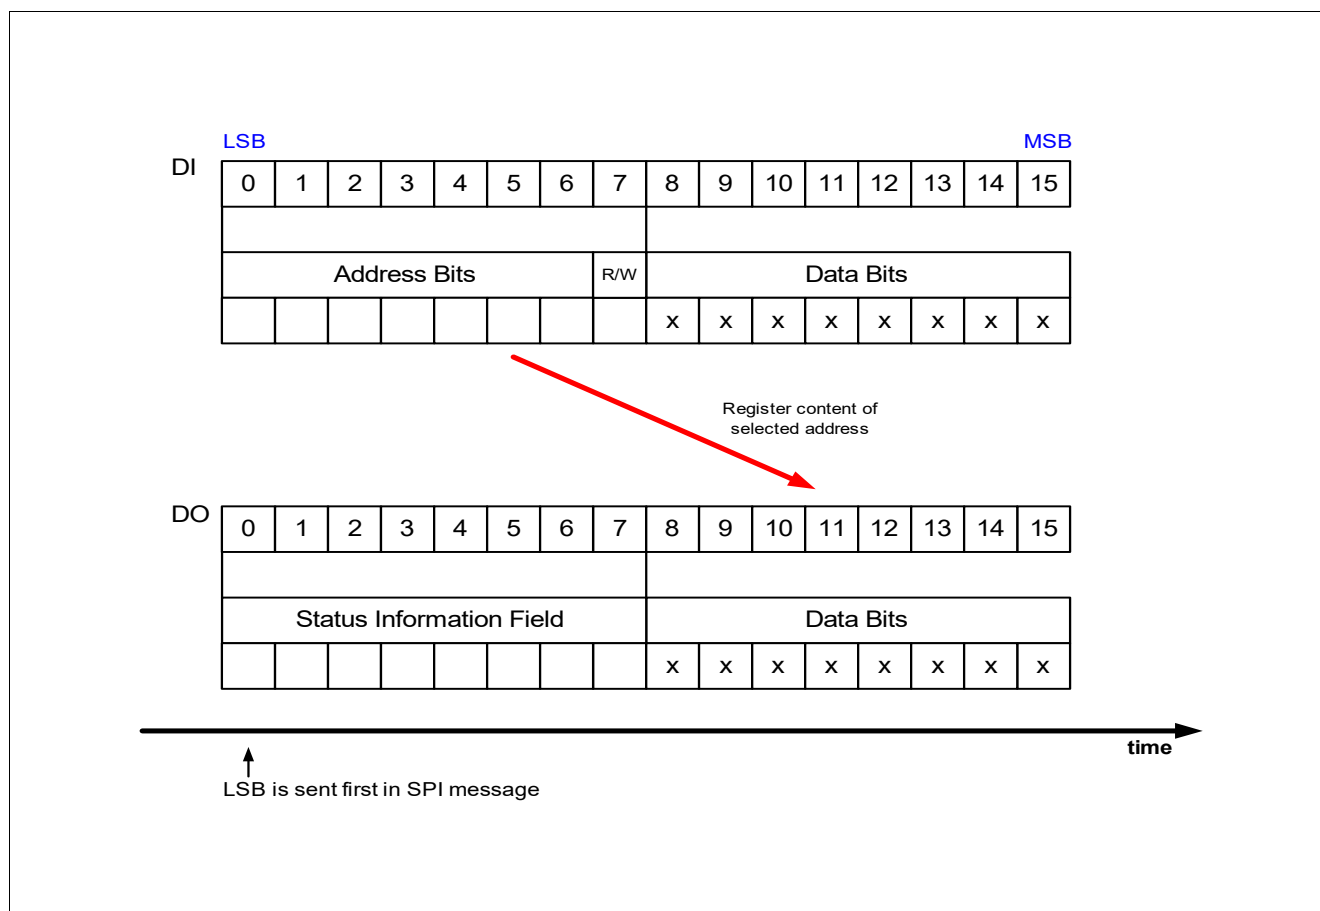 LSB MSB
DI 0 1 2 3 4 5 6 7 8 9 10 11 12 13 14 15
Address Bits R/W Data Bits
x x x x x x x x
Register content of
selected address
DO 0 1 2 3 4 5 6 7 8 9 10 11 12 13 14 15
Status Information Field Data Bits
x x x x x x x x
time
LSB is sent first in SPI message